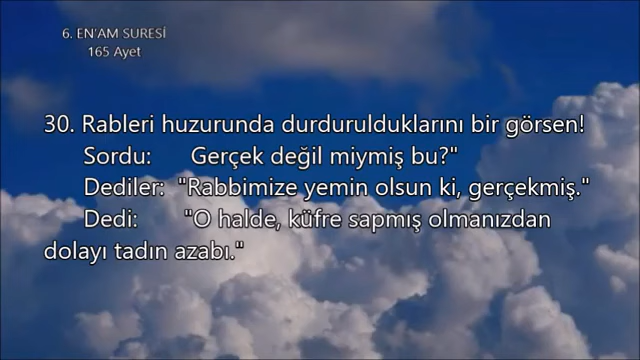 6. EN'AM SURESİ
165 Ayet
30. Rableri huzurunda durdurulduklarını bir görsen!
Sordu: Gerçek değil miymiş bu?"
Dediler: "Rabbimize yemin olsun ki, gerçekmiş."
Dedi: "O halde, küfre sapmış olmanızdan
dolayı tadın azabı."